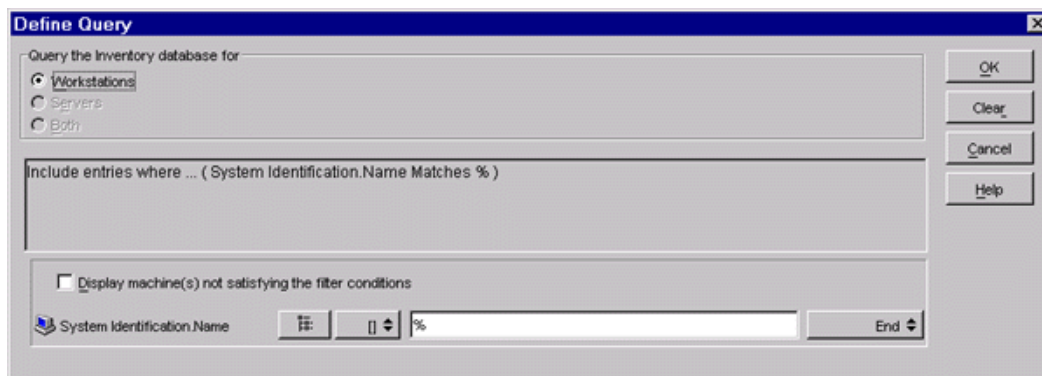 Define Query
Query the Inventory database for
Workstations
Servers
Both
OK
Clear
Cancel
Help
Include entries where ... ( System Identification.Name Matches % )
Display machine(s) not satisfying the filter conditions
System Identification.Name
[]
%
End